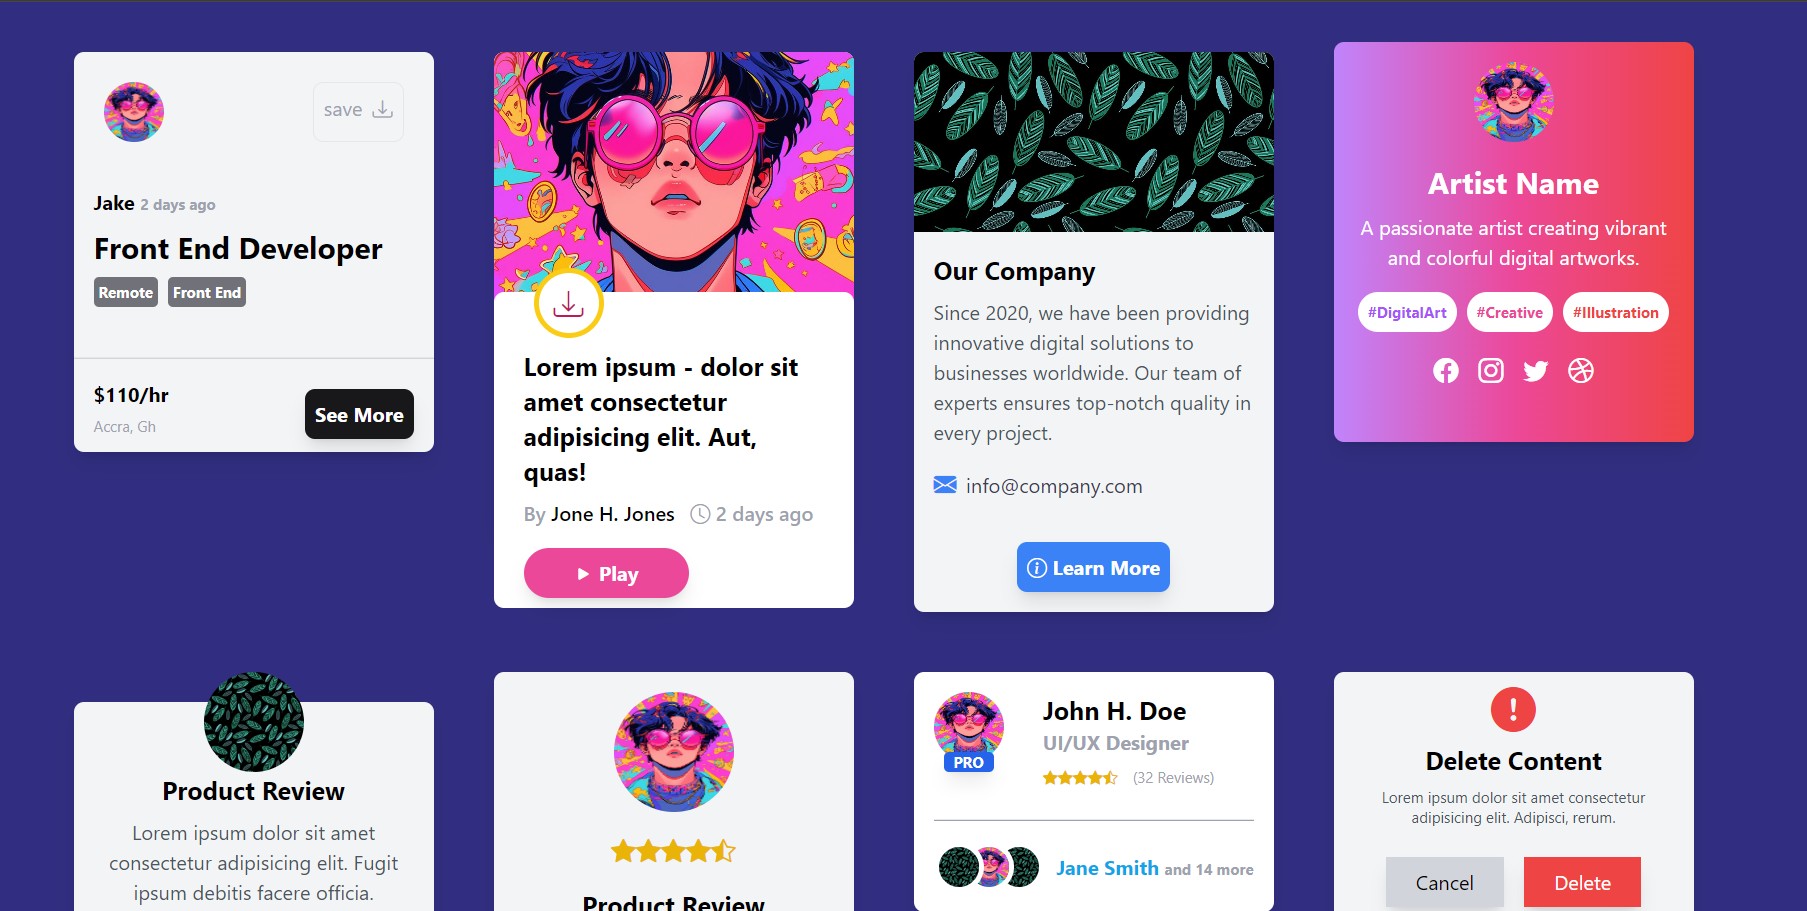 save
Jake 2 days ago
Front End Developer
Remote Front End
$110/hr
Accra, Gh
See More
Lorem ipsum - dolor sit
amet consectetur
adipisicing elit. Aut,
quas!
By Jone H. Jones 2 days ago
Play
Our Company
Since 2020, we have been providing
innovative digital solutions to
businesses worldwide. Our team of
experts ensures top-notch quality in
every project.
info@company.com
Learn More
Artist Name
A passionate artist creating vibrant
and colorful digital artworks.
#DigitalArt #Creative #Illustration
Product Review
Lorem ipsum dolor sit amet
consectetur adipisicing elit. Fugit
ipsum debitis facere officia.
Product Review
PRO
John H. Doe
UI/UX Designer
(32 Reviews)
Jane Smith and 14 more
Delete Content
Lorem ipsum dolor sit amet consectetur
adipisicing elit. Adipisci, rerum.
Cancel Delete